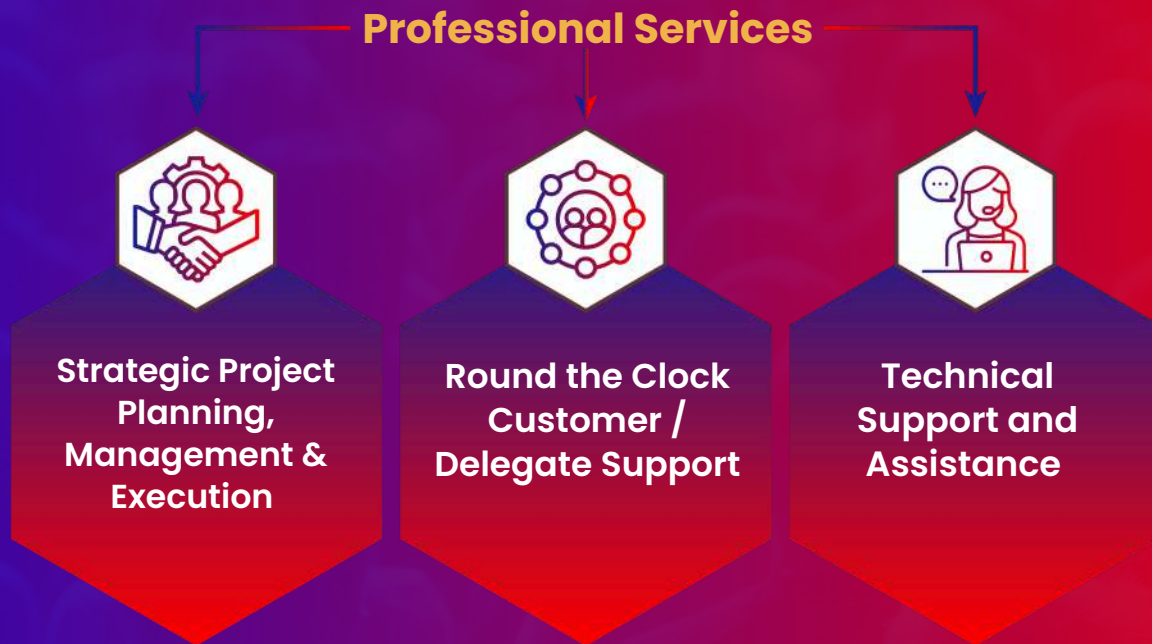 Professional Services
Strategic Project
Planning,
Management &
Execution
Round the Clock
Customer /
Delegate Support
Technical
Support and
Assistance